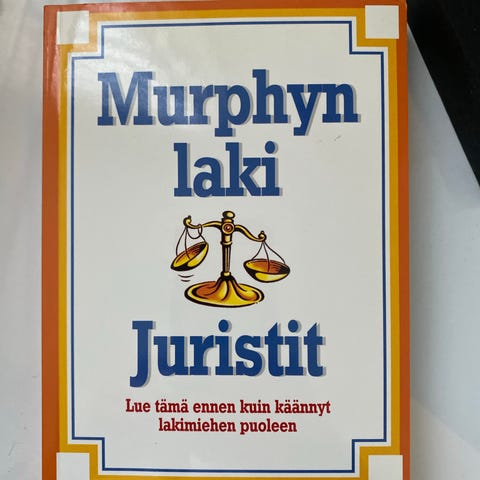 Murphyn
laki
Juristit
Lue tämä ennen kuin käännyt
lakimiehen puoleen